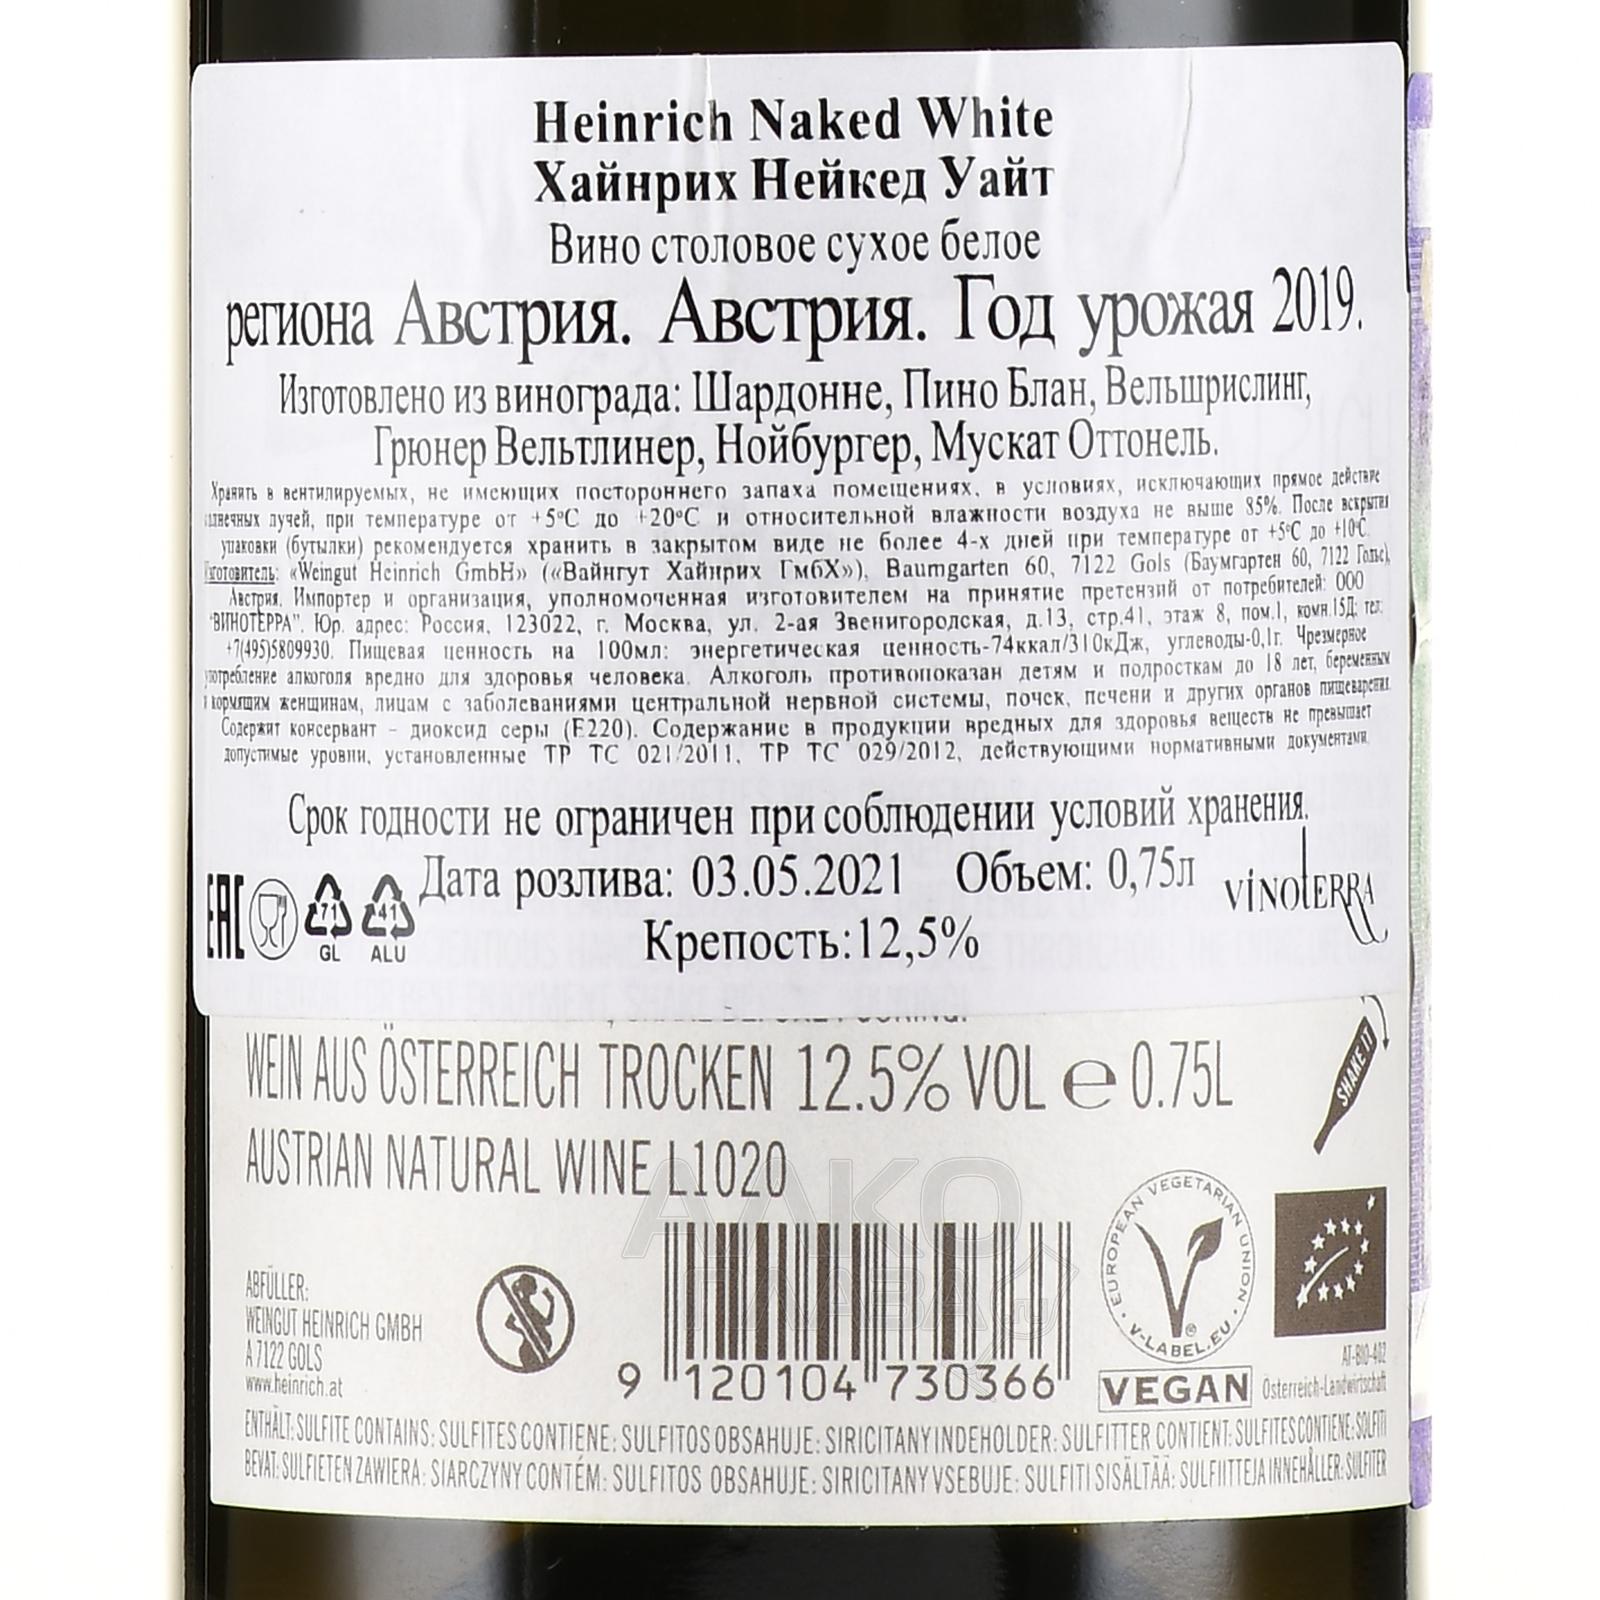 Heinrich Naked White
Хайнрих Нейкед Уайт
Вино столовое сухое белое
региона Австрия. Австрия. Год урожая 2019.
Изготовлено из винограда: Шардонне, Пино Блан, Вельшрислинг,
Грюнер Вельтлинер, Нойбургер, Мускат Оттонель.
Хранить в вентилируемых, не имеющих постороннего запаха помещениях, в условиях, исключающих прямое действие
лучей, при температуре от +5°С до +20°С и относительной влажности воздуха не выше 85%. После вскрытия
упаковки (бутылки) рекомендуется хранить в закрытом виде не более 4-х дней при температуре от +5°С до +10°С.
«Weingut Heinrich GmbH» («Вайнгут Хайнрих ГмбХ»), Baumgarten 60, 7122 Gols (Баумгартен 60, 7122 Гольс),
Австрия. Импортер и организация, уполномоченная изготовителем на принятие претензий от потребителей: ООО
"ВИНОТЕРРА". Юр. адрес: Россия, 123022, г. Москва, ул. 2-ая Звенигородская, д.13, стр.41, этаж 8, пом.1, комн.15Д; тел:
+7(495)5809930. Пищевая ценность на 100мл: энергетическая ценность-74ккал/310кДж, углеводы-0,1г. Чрезмерное
употребление алкоголя вредно для здоровья человека. Алкоголь противопоказан детям и подросткам до 18 лет, беременным
и кормящим женщинам, лицам с заболеваниями центральной нервной системы, почек, печени и других органов пищеварения.
Содержит консервант - диоксид серы (Е220). Содержание в продукции вредных для здоровья веществ не превышает
допустимые уровни, установленные ТР ТС 021/2011, ТР ТС 029/2012, действующими нормативными документами.
Срок годности не ограничен при соблюдении условий хранения.
Дата розлива: 03.05.2021 Объем: 0,75л
Крепость:12,5%
EAC
71
GL
41
ALU
VINOTERRA
WEIN AUS ÖSTERREICH TROCKEN 12.5% VOL ℮ 0.75L
SHAKE IT
AUSTRIAN NATURAL WINE L1020
АЛКО
ПЛАЗА
ru
ABFÜLLER:
WEINGUT HEINRICH GMBH
A 7122 GOLS
www.heinrich.at
9 120104 730366
EUROPEAN VEGETARIAN UNION
V-LABEL.EU
®
VEGAN
AT-BIO-402
Österreich-Landwirtschaft
ENTHÄLT: SULFITE CONTAINS: SULFITES CONTIENE: SULFITOS OBSAHUJE: SIRICITANY INDEHOLDER: SULFITTER CONTIENT: SULFITES CONTIENE: SOLFITI
BEVAT: SULFIETEN ZAWIERA: SIARCZYNY CONTÉM: SULFITOS OBSAHUJE: SIRICITANY VSEBUJE: SULFITI SISÄLTÄÄ: SULFIITTEJA INNEHÅLLER: SULFITER